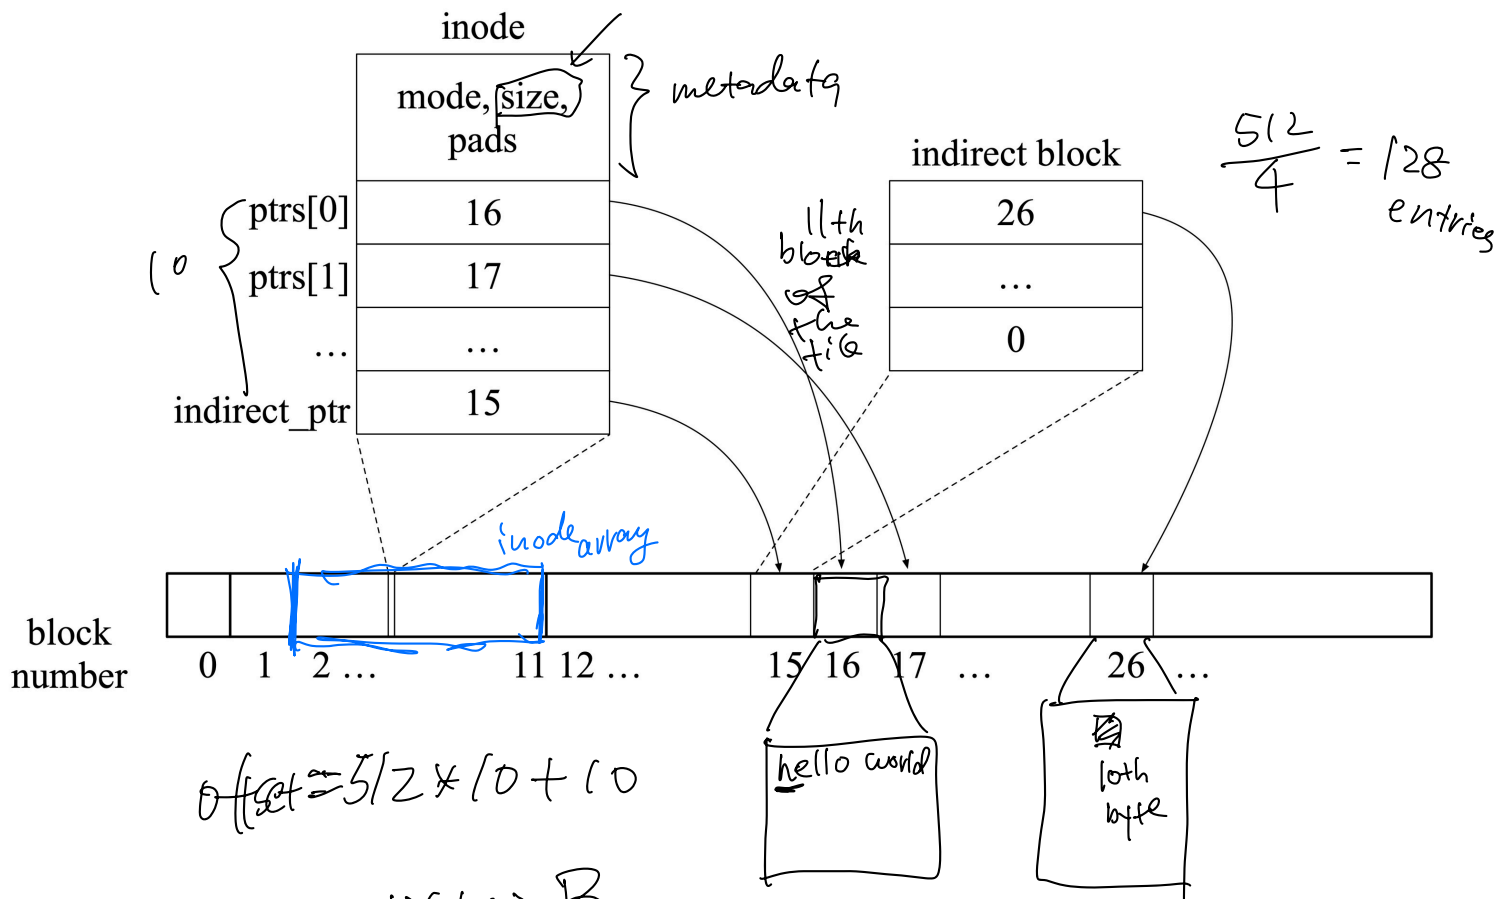 inode
mode, size,
pads
} metadata
indirect block
512
4
= 128
entries
ptrs[0]
16
10
ptrs[1]
17
…
…
indirect_ptr
15
11th
block
of
the
file
26
…
0
inode array
block
number
0
1
2 …
11
12 …
15
16
17
…
26
…
offset = 512 * 10 + 10
hello world
10th
byte
B